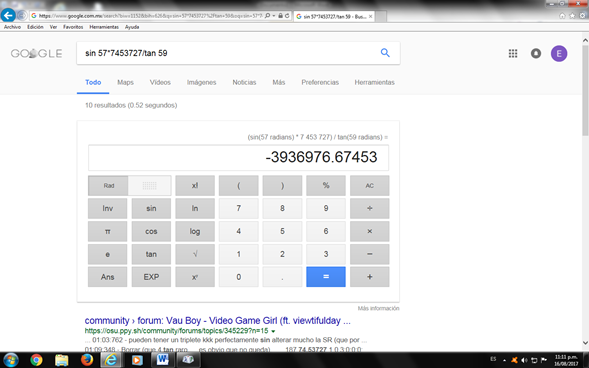 https://www.google.com.mx/
sin 57*7453727/tan 59 - Bus...
Archivo Edición Ver Favoritos Herramientas Ayuda
GOOGLE
sin 57*7453727/tan 59
E
Todo Maps Vídeos Imágenes Noticias Más Preferencias Herramientas
10 resultados (0.52 segundos)
(sin(57 radians) * 7 453 727) / tan(59 radians) =
-3936976.67453
Rad x! ( ) % AC
Inv sin ln 7 8 9 ÷
π cos log 4 5 6 ×
e tan √ 1 2 3 −
Ans EXP xʸ 0 . = +
Más información
community › forum: Vau Boy - Video Game Girl (ft. viewtifulday ...
https://osu.ppy.sh/community/forums/topics/345229?n=15
... 01:03:762 - pueden tener un triplete kkk perfectamente sin alterar mucho la SR (que por ...
01:09:348 - Borrar (que 4 tan raro ... es obvio que no queda) ... 187,74,53727,1,0,3:0:0:0:
ES
11:11 p.m.
16/08/2017